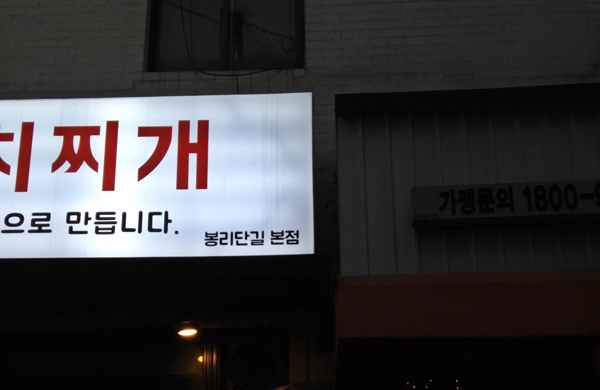 치찌개
으로 만듭니다.
봉리단길 본점
가맹문의 1800-